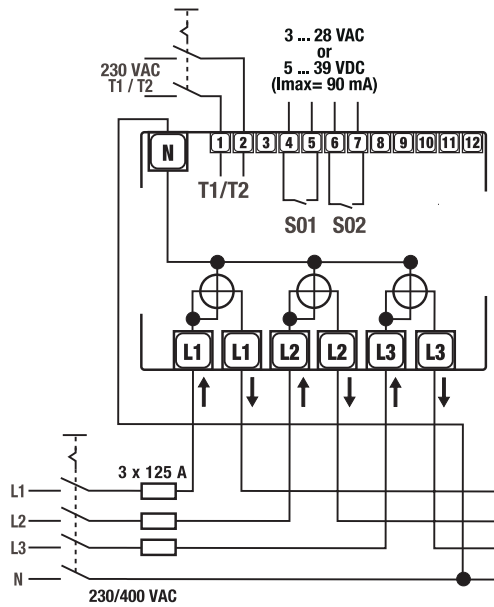 3 ... 28 VAC
or
5 ... 39 VDC
(Imax= 90 mA)
230 VAC
T1 / T2
N
1 2 3 4 5 6 7 8 9 10 11 12
T1/T2
S01 S02
L1 L1 L2 L2 L3 L3
3 x 125 A
L1
L2
L3
N
230/400 VAC